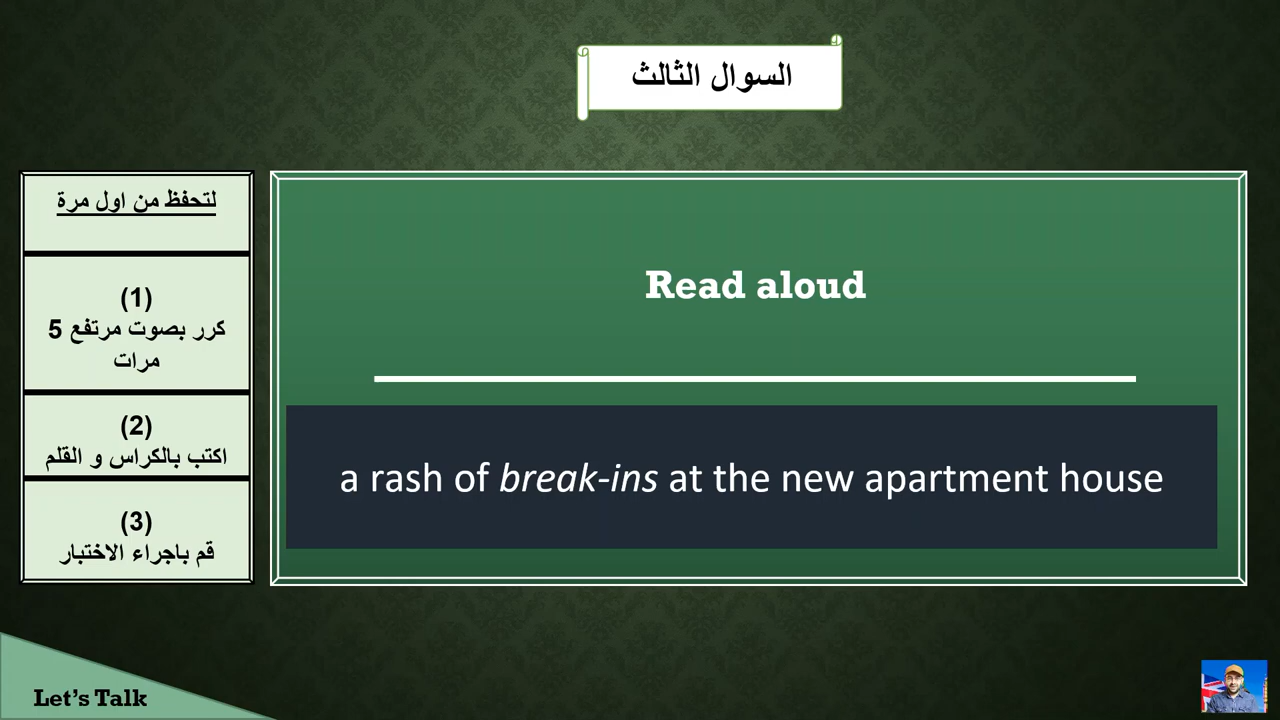 السوال الثالث
لتحفظ من اول مرة
(1)
كرر بصوت مرتفع 5
مرات
(2)
اكتب بالكراس و القلم
(3)
قم باجراء الاختبار
Read aloud
a rash of break-ins at the new apartment house
Let's Talk